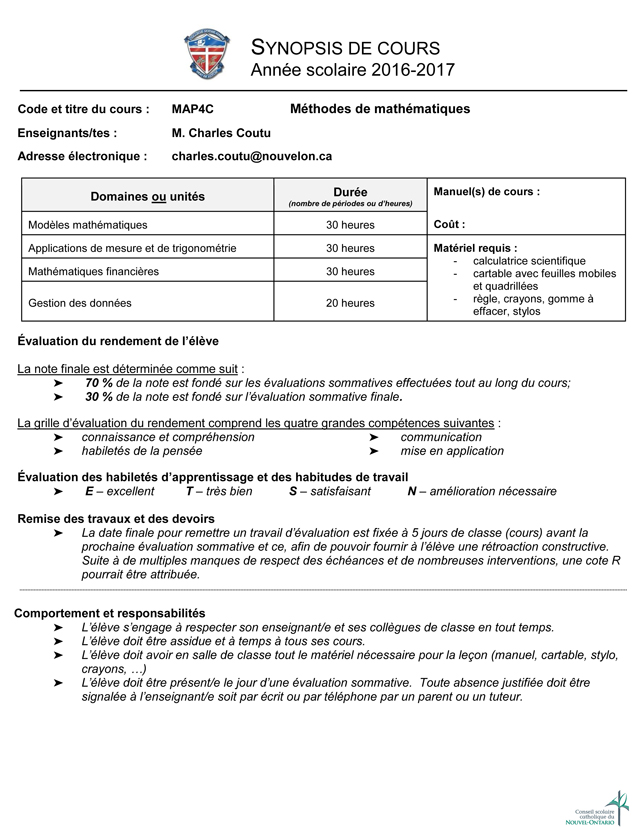 SYNOPSIS DE COURS
Année scolaire 2016-2017
Code et titre du cours : MAP4C Méthodes de mathématiques
Enseignants/tes : M. Charles Coutu
Adresse électronique : charles.coutu@nouvelon.ca
Domaines ou unités
Durée
(nombre de périodes ou d'heures)
Manuel(s) de cours :
Coût :
Modèles mathématiques 30 heures
Applications de mesure et de trigonométrie 30 heures
Mathématiques financières 30 heures
Gestion des données 20 heures
Matériel requis :
- calculatrice scientifique
- cartable avec feuilles mobiles
et quadrillées
- règle, crayons, gomme à
effacer, stylos
Évaluation du rendement de l'élève
La note finale est déterminée comme suit :
➤ 70 % de la note est fondé sur les évaluations sommatives effectuées tout au long du cours;
➤ 30 % de la note est fondé sur l'évaluation sommative finale.
La grille d'évaluation du rendement comprend les quatre grandes compétences suivantes :
➤ connaissance et compréhension ➤ communication
➤ habiletés de la pensée ➤ mise en application
Évaluation des habiletés d'apprentissage et des habitudes de travail
➤ E – excellent T – très bien S – satisfaisant N – amélioration nécessaire
Remise des travaux et des devoirs
➤ La date finale pour remettre un travail d'évaluation est fixée à 5 jours de classe (cours) avant la
prochaine évaluation sommative et ce, afin de pouvoir fournir à l'élève une rétroaction constructive.
Suite à de multiples manques de respect des échéances et de nombreuses interventions, une cote R
pourrait être attribuée.
Comportement et responsabilités
➤ L'élève s'engage à respecter son enseignant/e et ses collègues de classe en tout temps.
➤ L'élève doit être assidue et à temps à tous ses cours.
➤ L'élève doit avoir en salle de classe tout le matériel nécessaire pour la leçon (manuel, cartable, stylo,
crayons, …)
➤ L'élève doit être présent/e le jour d'une évaluation sommative. Toute absence justifiée doit être
signalée à l'enseignant/e soit par écrit ou par téléphone par un parent ou un tuteur.
Conseil scolaire
catholique du
NOUVEL-ONTARIO